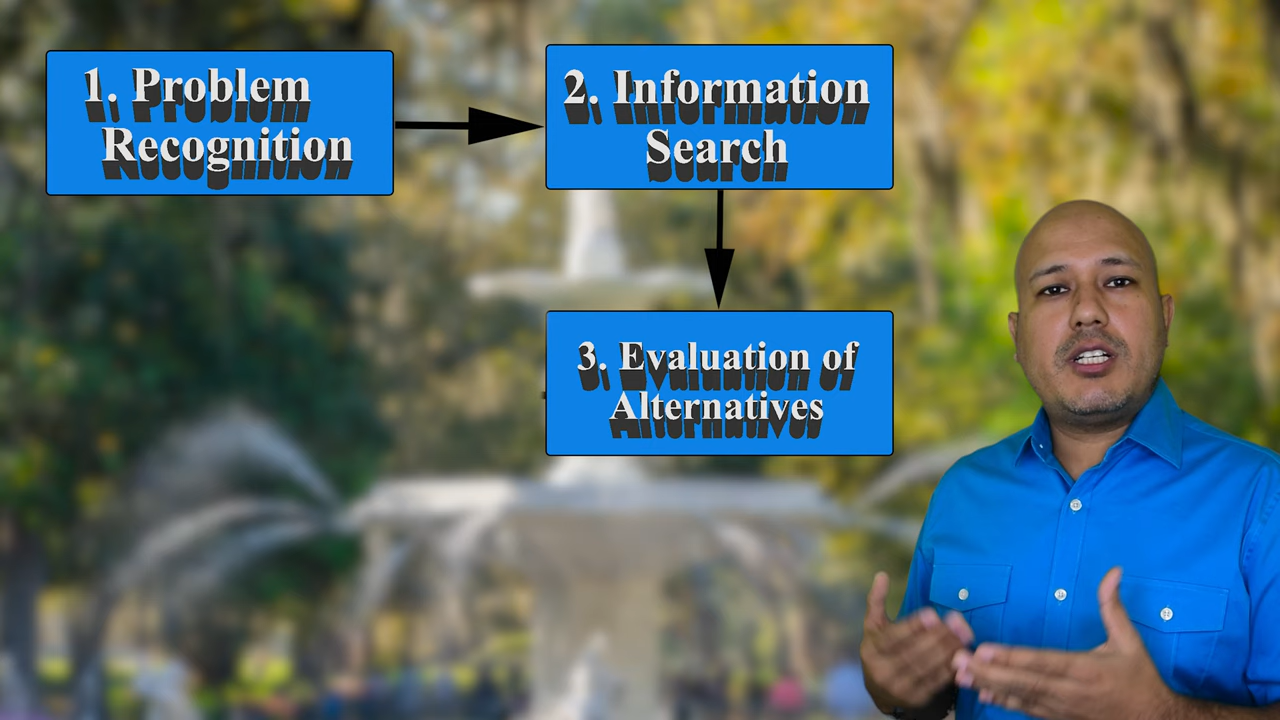 1. Problem
Recognition
2. Information
Search
3. Evaluation of
Alternatives